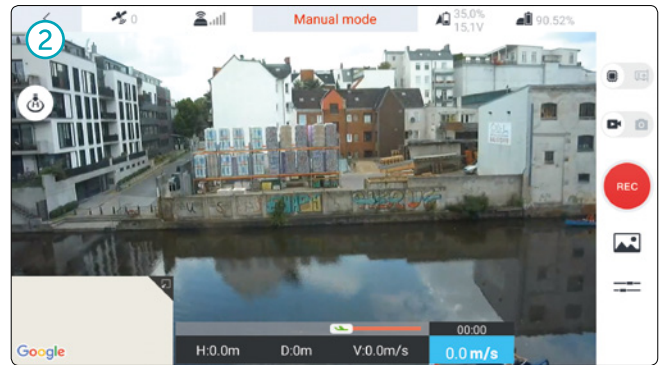 2
0
Manual mode
35,0%
15.1V
90.52%
REC
Google
H:0.0m D:0m V:0.0m/s
00:00
0.0 m/s